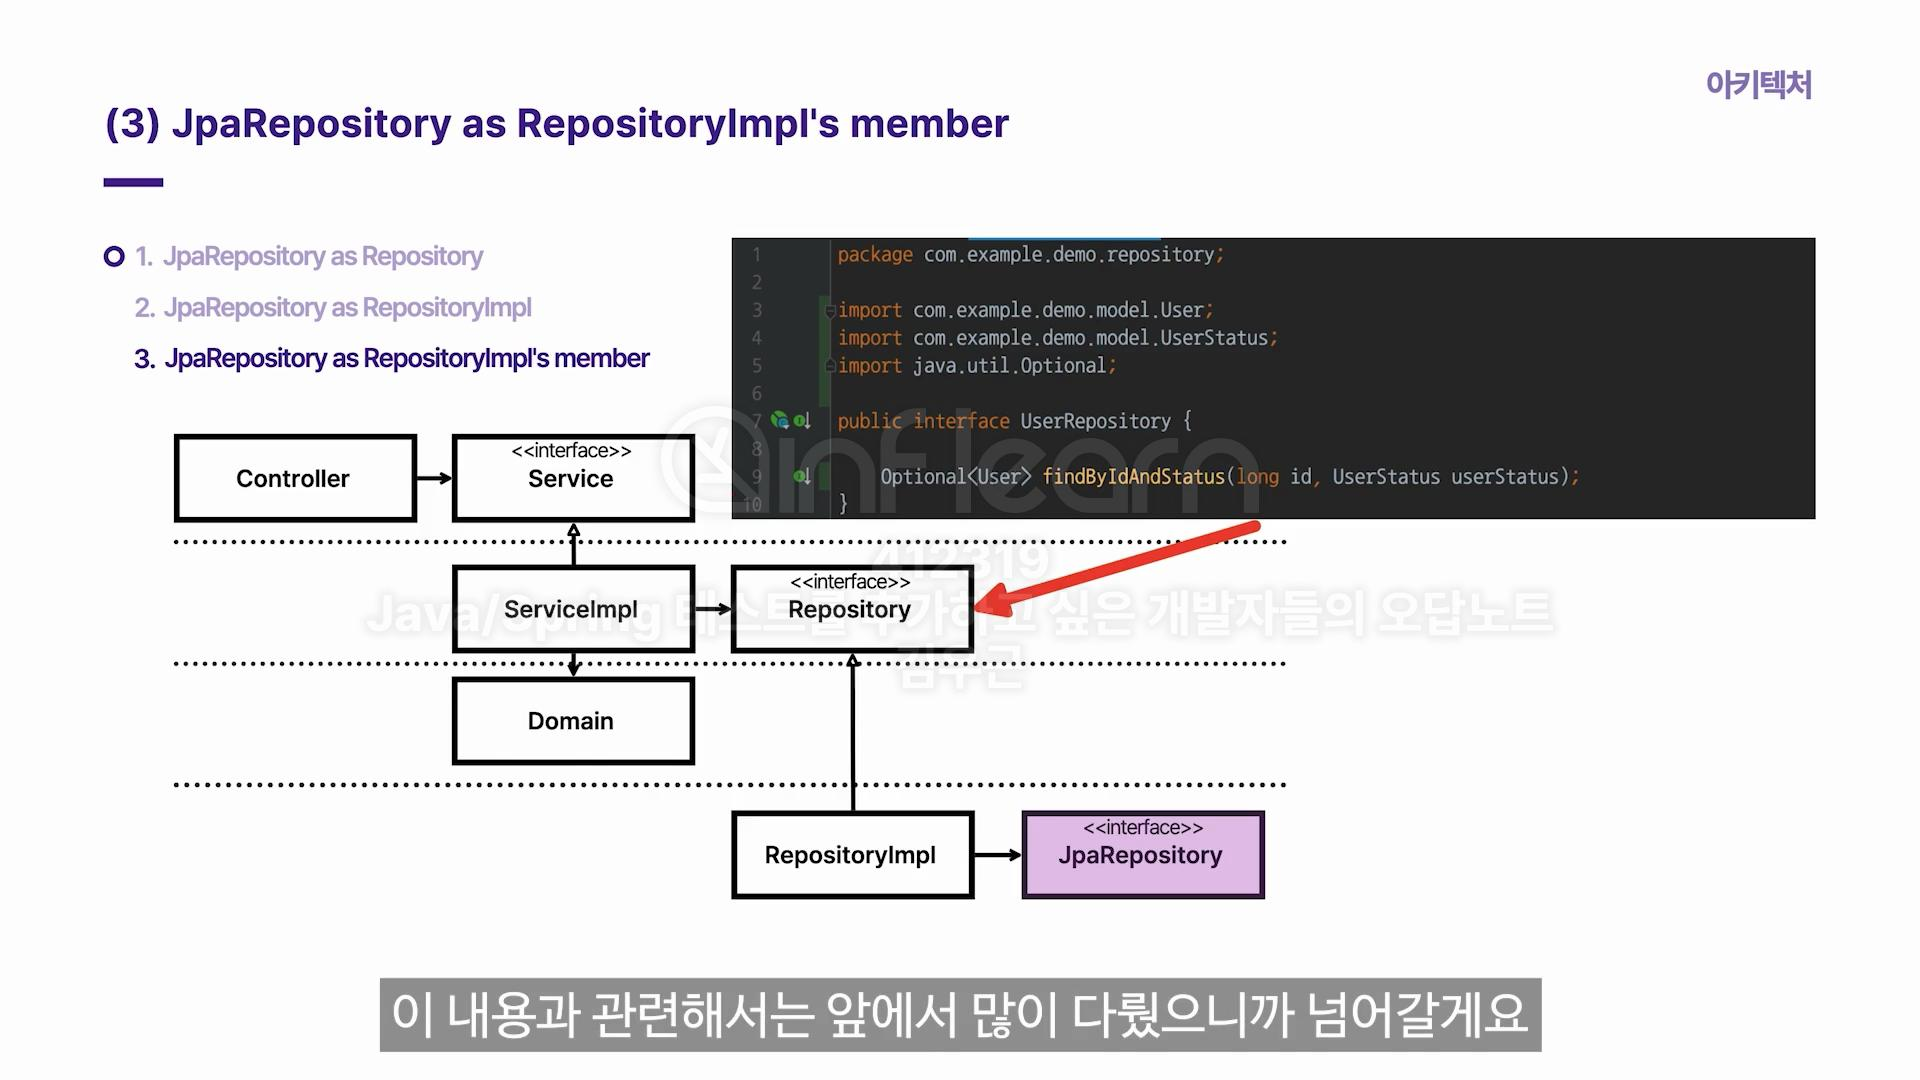 아키텍처
(3) JpaRepository as RepositoryImpl's member
1. JpaRepository as Repository
2. JpaRepository as RepositoryImpl
3. JpaRepository as RepositoryImpl's member
1 package com.example.demo.repository;
2
3 import com.example.demo.model.User;
4 import com.example.demo.model.UserStatus;
5 import java.util.Optional;
6
7 public interface UserRepository {
8
9 Optional<User> findByIdAndStatus(long id, UserStatus userStatus);
10 }
Controller
<<interface>>
Service
ServiceImpl
<<interface>>
Repository
Domain
RepositoryImpl
<<interface>>
JpaRepository
inflearn
412319
Java/Spring 테스트를 추가하고 싶은 개발자들의 오답노트
김우근
이 내용과 관련해서는 앞에서 많이 다뤘으니까 넘어갈게요